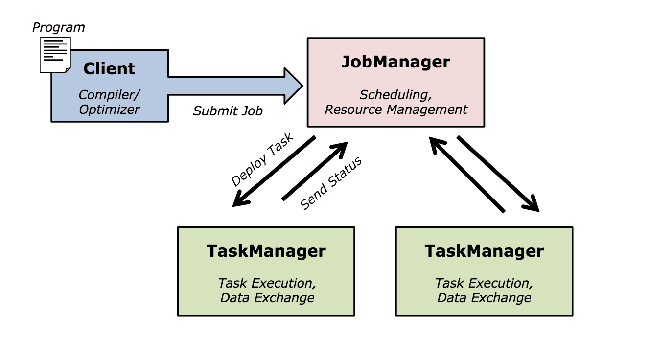 Program
Client
Compiler/
Optimizer
Submit Job
JobManager
Scheduling,
Resource Management
Deploy Task
Send Status
TaskManager
Task Execution,
Data Exchange
TaskManager
Task Execution,
Data Exchange